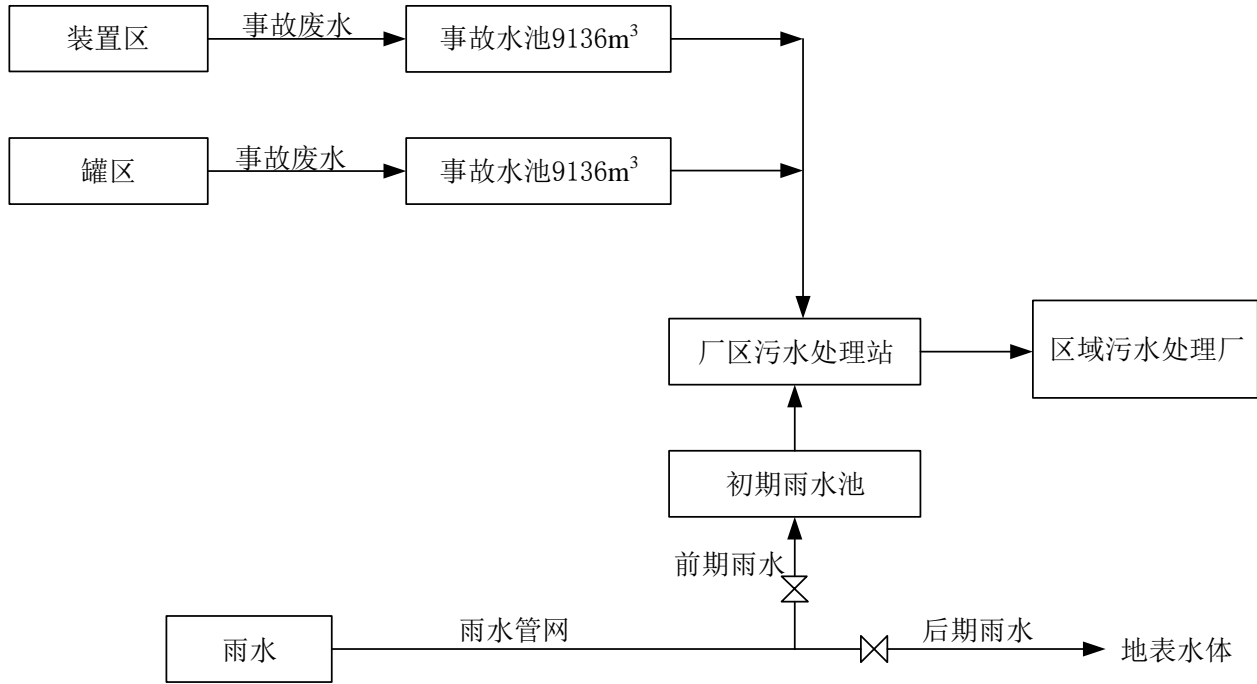 装置区
事故废水
事故水池9136m³
罐区
事故废水
事故水池9136m³
厂区污水处理站
区域污水处理厂
初期雨水池
前期雨水
雨水
雨水管网
后期雨水
地表水体